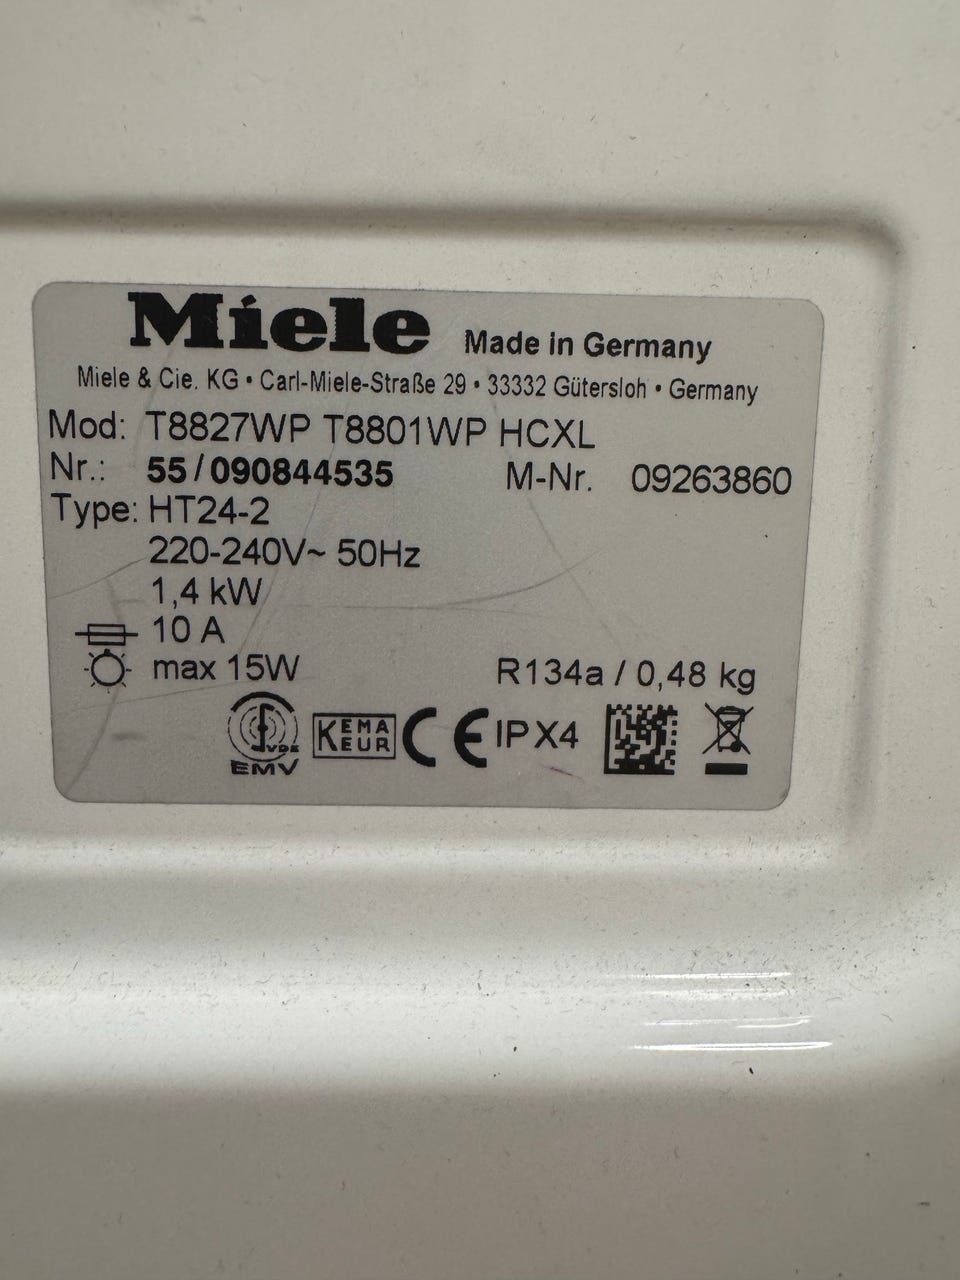 Miele Made in Germany
Miele & Cie. KG • Carl-Miele-Straße 29 • 33332 Gütersloh • Germany
Mod: T8827WP T8801WP HCXL
Nr.: 55/090844535 M-Nr. 09263860
Type: HT24-2
220-240V~ 50Hz
1,4 kW
10 A
max 15W R134a / 0,48 kg
VDE
EMV
KEMA
EUR
CE IPX4